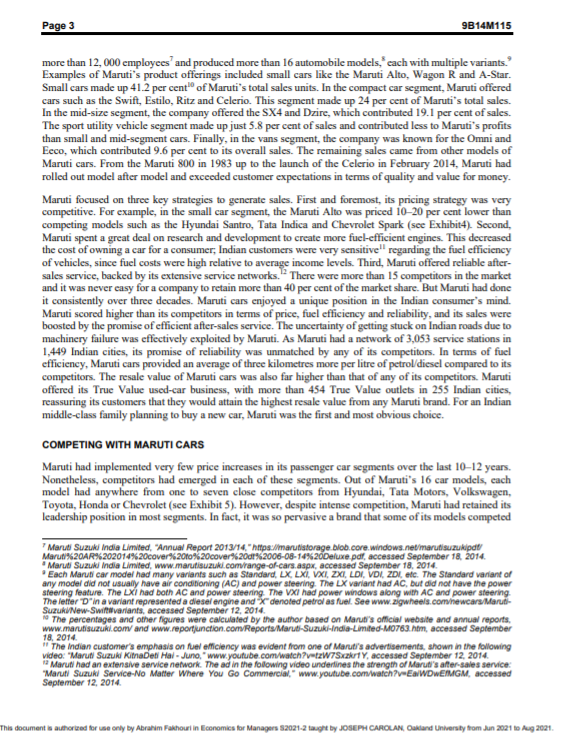 Page 3
9B14M115
more than 12, 000 employees⁷ and produced more than 16 automobile models,⁸ each with multiple variants.⁹
Examples of Maruti's product offerings included small cars like the Maruti Alto, Wagon R and A-Star.
Small cars made up 41.2 per cent¹⁰ of Maruti's total sales units. In the compact car segment, Maruti offered
cars such as the Swift, Estilo, Ritz and Celerio. This segment made up 24 per cent of Maruti's total sales.
In the mid-size segment, the company offered the SX4 and Dzire, which contributed 19.1 per cent of sales.
The sport utility vehicle segment made up just 5.8 per cent of sales and contributed less to Maruti's profits
than small and mid-segment cars. Finally, in the vans segment, the company was known for the Omni and
Eeco, which contributed 9.6 per cent to its overall sales. The remaining sales came from other models of
Maruti cars. From the Maruti 800 in 1983 up to the launch of the Celerio in February 2014, Maruti had
rolled out model after model and exceeded customer expectations in terms of quality and value for money.
Maruti focused on three key strategies to generate sales. First and foremost, its pricing strategy was very
competitive. For example, in the small car segment, the Maruti Alto was priced 10–20 per cent lower than
competing models such as the Hyundai Santro, Tata Indica and Chevrolet Spark (see Exhibit4). Second,
Maruti spent a great deal on research and development to create more fuel-efficient engines. This decreased
the cost of owning a car for a consumer; Indian customers were very sensitive¹¹ regarding the fuel efficiency
of vehicles, since fuel costs were high relative to average income levels. Third, Maruti offered reliable after-
sales service, backed by its extensive service networks.¹² There were more than 15 competitors in the market
and it was never easy for a company to retain more than 40 per cent of the market share. But Maruti had done
it consistently over three decades. Maruti cars enjoyed a unique position in the Indian consumer's mind.
Maruti scored higher than its competitors in terms of price, fuel efficiency and reliability, and its sales were
boosted by the promise of efficient after-sales service. The uncertainty of getting stuck on Indian roads due to
machinery failure was effectively exploited by Maruti. As Maruti had a network of 3,053 service stations in
1,449 Indian cities, its promise of reliability was unmatched by any of its competitors. In terms of fuel
efficiency, Maruti cars provided an average of three kilometres more per litre of petrol/diesel compared to its
competitors. The resale value of Maruti cars was also far higher than that of any of its competitors. Maruti
offered its True Value used-car business, with more than 454 True Value outlets in 255 Indian cities,
reassuring its customers that they would attain the highest resale value from any Maruti brand. For an Indian
middle-class family planning to buy a new car, Maruti was the first and most obvious choice.
COMPETING WITH MARUTI CARS
Maruti had implemented very few price increases in its passenger car segments over the last 10–12 years.
Nonetheless, competitors had emerged in each of these segments. Out of Maruti's 16 car models, each
model had anywhere from one to seven close competitors from Hyundai, Tata Motors, Volkswagen,
Toyota, Honda or Chevrolet (see Exhibit 5). However, despite intense competition, Maruti had retained its
leadership position in most segments. In fact, it was so pervasive a brand that some of its models competed
⁷ Maruti Suzuki India Limited, "Annual Report 2013/14," https://marutistorage.blob.core.windows.net/marutisuzukipdf/
Maruti%20AR%202014%20cover%20to%20cover%20dt%2006-08-14%20Deluxe.pdf, accessed September 18, 2014.
⁸ Maruti Suzuki India Limited, www.marutisuzuki.com/range-of-cars.aspx, accessed September 18, 2014.
⁹ Each Maruti car model had many variants such as Standard, LX, LXI, VXI, ZXI, LDI, VDI, ZDI, etc. The Standard variant of
any model did not usually have air conditioning (AC) and power steering. The LX variant had AC, but did not have the power
steering feature. The LXI had both AC and power steering. The VXI had power windows along with AC and power steering.
The letter "D" in a variant represented a diesel engine and "X" denoted petrol as fuel. See www.zigwheels.com/newcars/Maruti-
Suzuki/New-Swift#variants, accessed September 12, 2014.
¹⁰ The percentages and other figures were calculated by the author based on Maruti's official website and annual reports,
www.marutisuzuki.com/ and www.reportjunction.com/Reports/Maruti-Suzuki-India-Limited-M0763.htm, accessed September
18, 2014.
¹¹ The Indian customer's emphasis on fuel efficiency was evident from one of Maruti's advertisements, shown in the following
video: "Maruti Suzuki KitnaDeti Hai - Juno," www.youtube.com/watch?v=tzW7Sxzkr1Y, accessed September 12, 2014.
¹² Maruti had an extensive service network. The ad in the following video underlines the strength of Maruti's after-sales service:
"Maruti Suzuki Service-No Matter Where You Go Commercial," www.youtube.com/watch?v=EaiWDwEfMGM, accessed
September 12, 2014.
This document is authorized for use only by Abrahim Fakhouri in Economics for Managers S2021-2 taught by JOSEPH CAROLAN, Oakland University from Jun 2021 to Aug 2021.